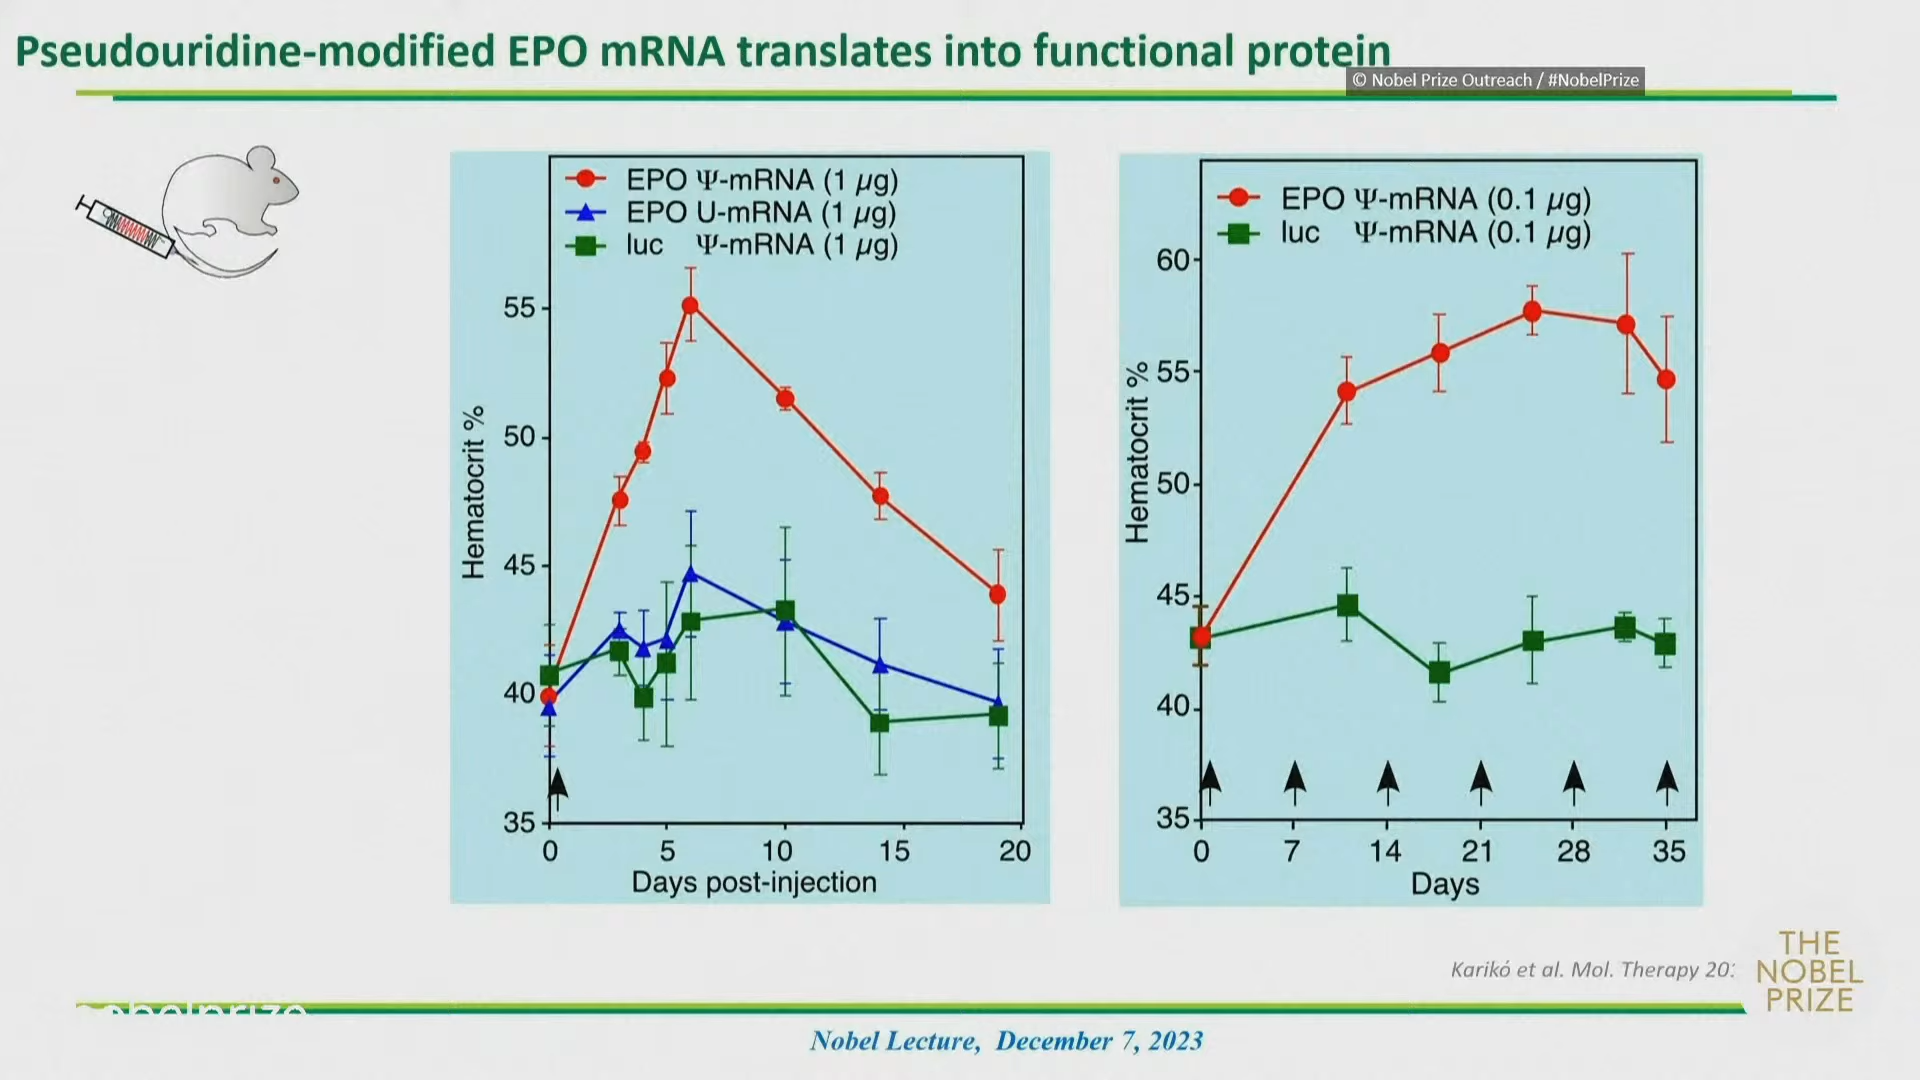 Pseudouridine-modified EPO mRNA translates into functional protein
© Nobel Prize Outreach / #NobelPrize
EPO Ψ-mRNA (1 µg)
EPO U-mRNA (1 µg)
luc Ψ-mRNA (1 µg)
55
50
45
40
35
Hematocrit %
0 5 10 15 20
Days post-injection
EPO Ψ-mRNA (0.1 µg)
luc Ψ-mRNA (0.1 µg)
60
55
50
45
40
35
Hematocrit %
0 7 14 21 28 35
Days
Karikó et al. Mol. Therapy
THE
NOBEL
PRIZE
nobelprize
Nobel Lecture, December 7, 2023